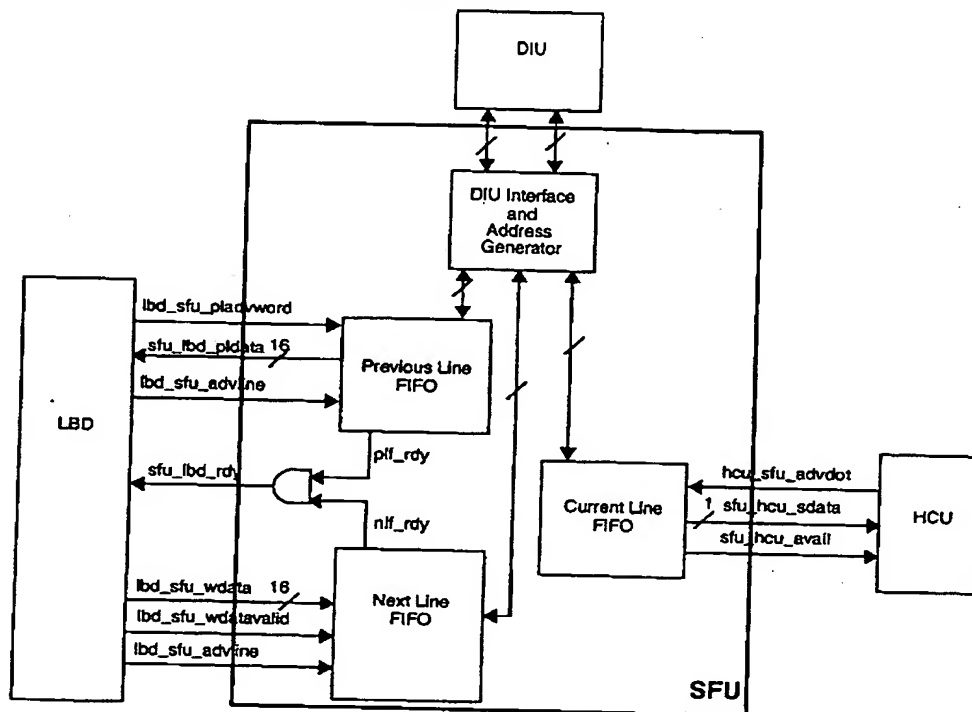 DIU
DIU Interface
and
Address
Generator
lbd_sfu_pladvword
sfu_lbd_pldata 16
lbd_sfu_advline
Previous Line
FIFO
LBD
sfu_lbd_rdy
plf_rdy
nlf_rdy
hcu_sfu_advdot
1 sfu_hcu_sdata
sfu_hcu_avail
Current Line
FIFO
HCU
lbd_sfu_wdata 16
lbd_sfu_wdatavalid
lbd_sfu_advline
Next Line
FIFO
SFU